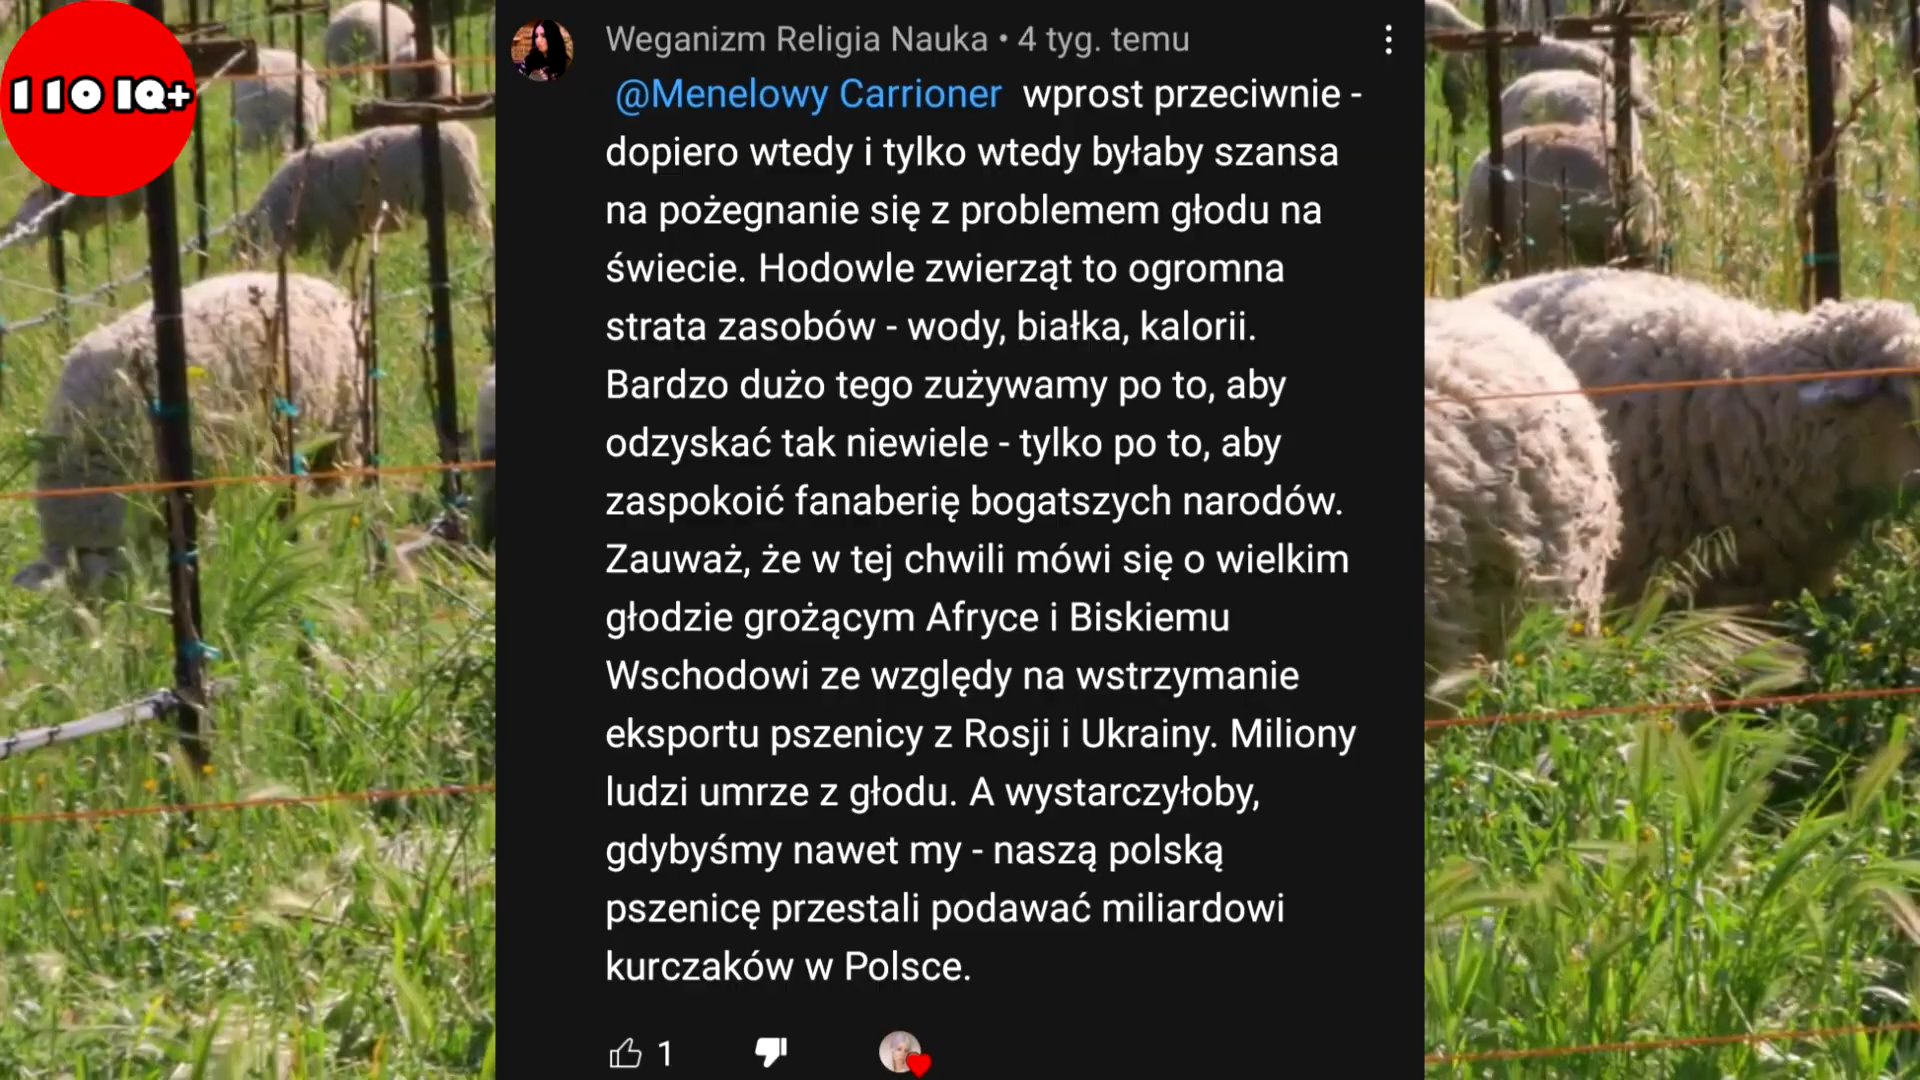 110 IQ+
Weganizm Religia Nauka • 4 tyg. temu
@Menelowy Carrioner wprost przeciwnie -
dopiero wtedy i tylko wtedy byłaby szansa
na pożegnanie się z problemem głodu na
świecie. Hodowle zwierząt to ogromna
strata zasobów - wody, białka, kalorii.
Bardzo dużo tego zużywamy po to, aby
odzyskać tak niewiele - tylko po to, aby
zaspokoić fanaberię bogatszych narodów.
Zauważ, że w tej chwili mówi się o wielkim
głodzie grożącym Afryce i Biskiemu
Wschodowi ze względy na wstrzymanie
eksportu pszenicy z Rosji i Ukrainy. Miliony
ludzi umrze z głodu. A wystarczyłoby,
gdybyśmy nawet my - naszą polską
pszenicę przestali podawać miliardowi
kurczaków w Polsce.
1